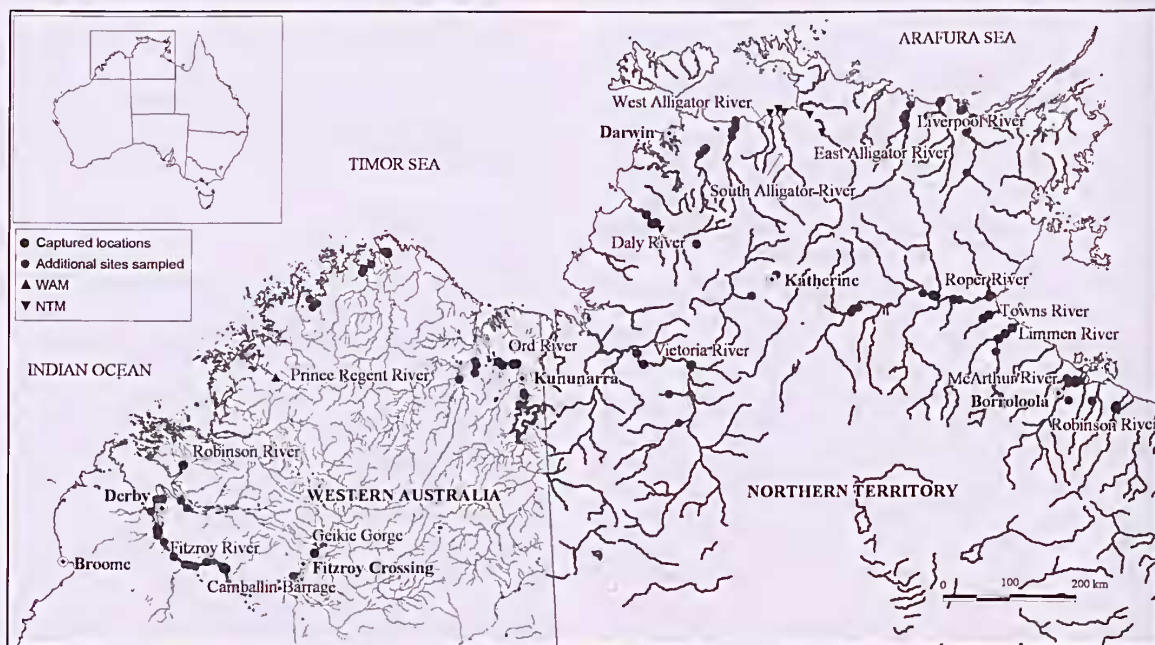 ARAFURA SEA
West Alligator River
Liverpool River
Darwin
East Alligator River
TIMOR SEA
South Alligator River
Captured locations
Additional sites sampled
WAM
NTM
Daly River
Katherine
Roper River
Towns River
Limmen River
Ord River
Victoria River
INDIAN OCEAN
Prince Regent River
Kununarra
McArthur River
Borroloola
Robinson River
Robinson River
Derby
WESTERN AUSTRALIA
NORTHERN TERRITORY
Geikie Gorge
Fitzroy River
Broome
Fitzroy Crossing
Camballin Barrage
0 100 200 km